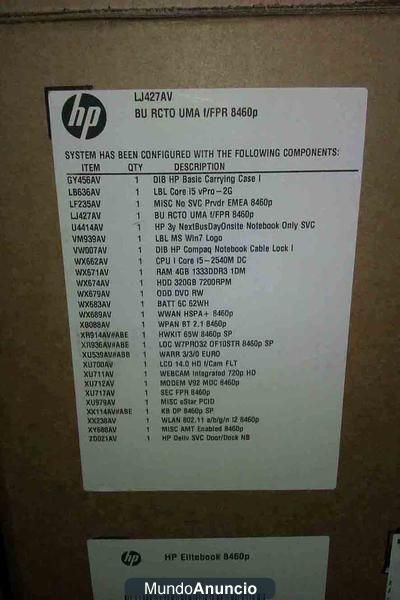 hp
LJ427AV
BU RCTO UMA f/FPR 8460p
SYSTEM HAS BEEN CONFIGURED WITH THE FOLLOWING COMPONENTS:
ITEM QTY DESCRIPTION
GY456AV 1 DIB HP Basic Carrying Case I
LB636AV 1 LBL Core i5 vPro-2G
LF235AV 1 MISC No SVC Prvdr EMEA 8460p
LJ427AV 1 BU RCTO UMA f/FPR 8460p
U4414AV 1 HP 3y NextBusDayOnsite Notebook Only SVC
VM939AV 1 LBL MS Win7 Logo
VW007AV 1 DIB HP Compaq Notebook Cable Lock I
WX662AV 1 CPU I Core i5-2540M DC
WX671AV 1 RAM 4GB 1333DDR3 1DM
WX674AV 1 HDD 320GB 7200RPM
WX679AV 1 ODD DVD RW
WX683AV 1 BATT 6C 62WH
WX689AV 1 WWAN HSPA+ 8460p
XB088AV 1 WPAN BT 2.1 8460p
XR914AV#ABE 1 HWKIT 65W 8460p SP
XR936AV#ABE 1 LOC W7PRO32 OF10STR 8460p SP
XU539AV#ABB 1 WARR 3/3/0 EURO
XU700AV 1 LCD 14.0 HD f/Cam FLT
XU711AV 1 WEBCAM Integrated 720p HD
XU712AV 1 MODEM V92 MDC 8460p
XU717AV 1 SEC FPR 8460p
XU979AV 1 MISC eStar PCID
XX114AV#ABE 1 KB DP 8460p SP
XX238AV 1 WLAN 802.11 a/b/g/n I2 8460p
XY688AV 1 MISC AMT Enabled 8460p
ZD021AV 1 HP Deliv SVC Door/Dock NB
hp HP Elitebook 8460p
MundoAnuncio